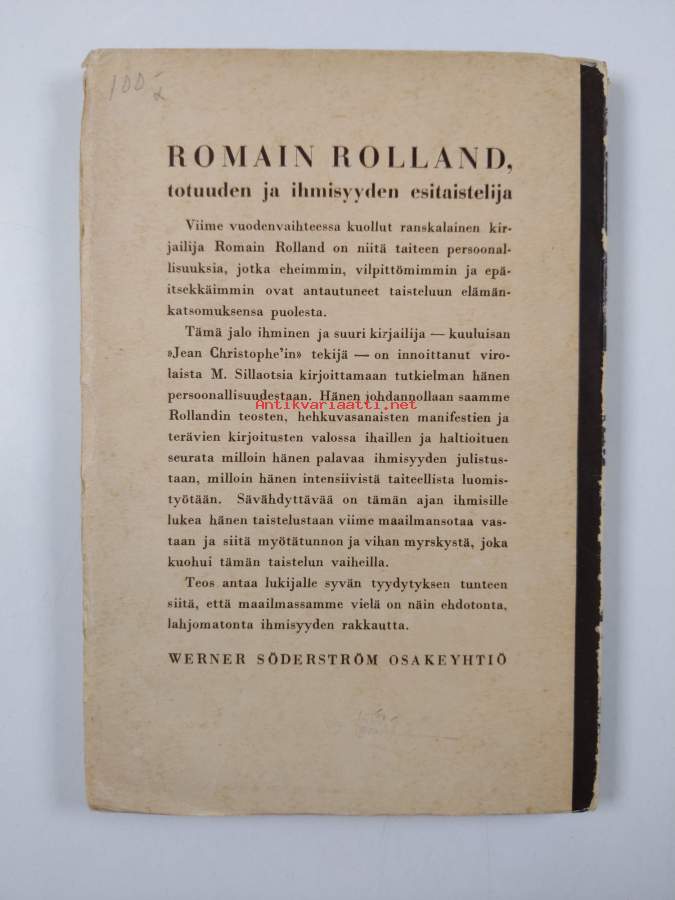 100
ROMAIN ROLLAND,
totuuden ja ihmisyyden esitaistelija
Viime vuodenvaihteessa kuollut ranskalainen kir-
jailija Romain Rolland on niitä taiteen persoonal-
lisuuksia, jotka eheimmin, vilpittömimmin ja epä-
itsekkäimmin ovat antautuneet taisteluun elämän-
katsomuksensa puolesta.
Tämä jalo ihminen ja suuri kirjailija — kuuluisan
»Jean Christophe'in» tekijä — on innoittanut viro-
laista M. Sillaotsia kirjoittamaan tutkielman hänen
persoonallisuudestaan. Hänen johdannollaan saamme
Antikvariaatti.net
Rollandin teosten, hehkuvasanaisten manifestien ja
terävien kirjoitusten valossa ihaillen ja haltioituen
seurata milloin hänen palavaa ihmisyyden julistus-
taan, milloin hänen intensiivistä taiteellista luomis-
työtään. Sävähdyttävää on tämän ajan ihmisille
lukea hänen taistelustaan viime maailmansotaa vas-
taan ja siitä myötätunnon ja vihan myrskystä, joka
kuohui tämän taistelun vaiheilla.
Teos antaa lukijalle syvän tyydytyksen tunteen
siitä, että maailmassamme vielä on näin ehdotonta,
lahjomatonta ihmisyyden rakkautta.
WERNER SÖDERSTRÖM OSAKEYHTIÖ